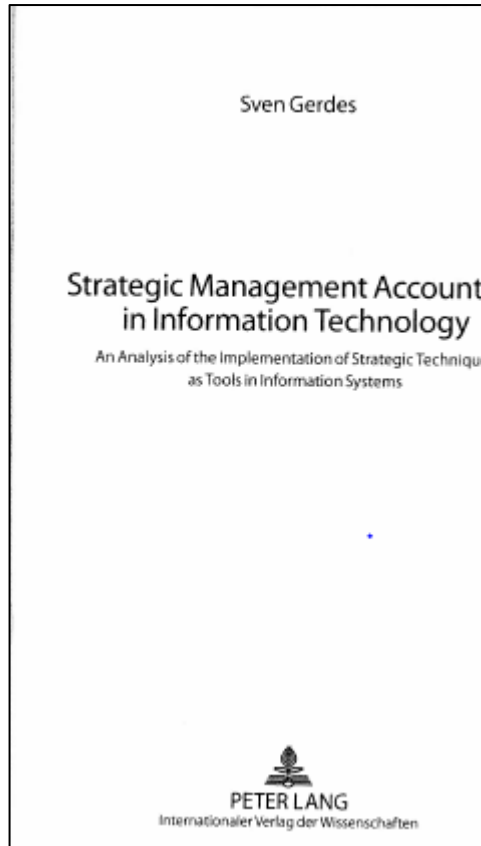 Sven Gerdes
Strategic Management Account
in Information Technology
An Analysis of the Implementation of Strategic Techniqu
as Tools in Information Systems
PETER LANG
Internationaler Verlag der Wissenschaften